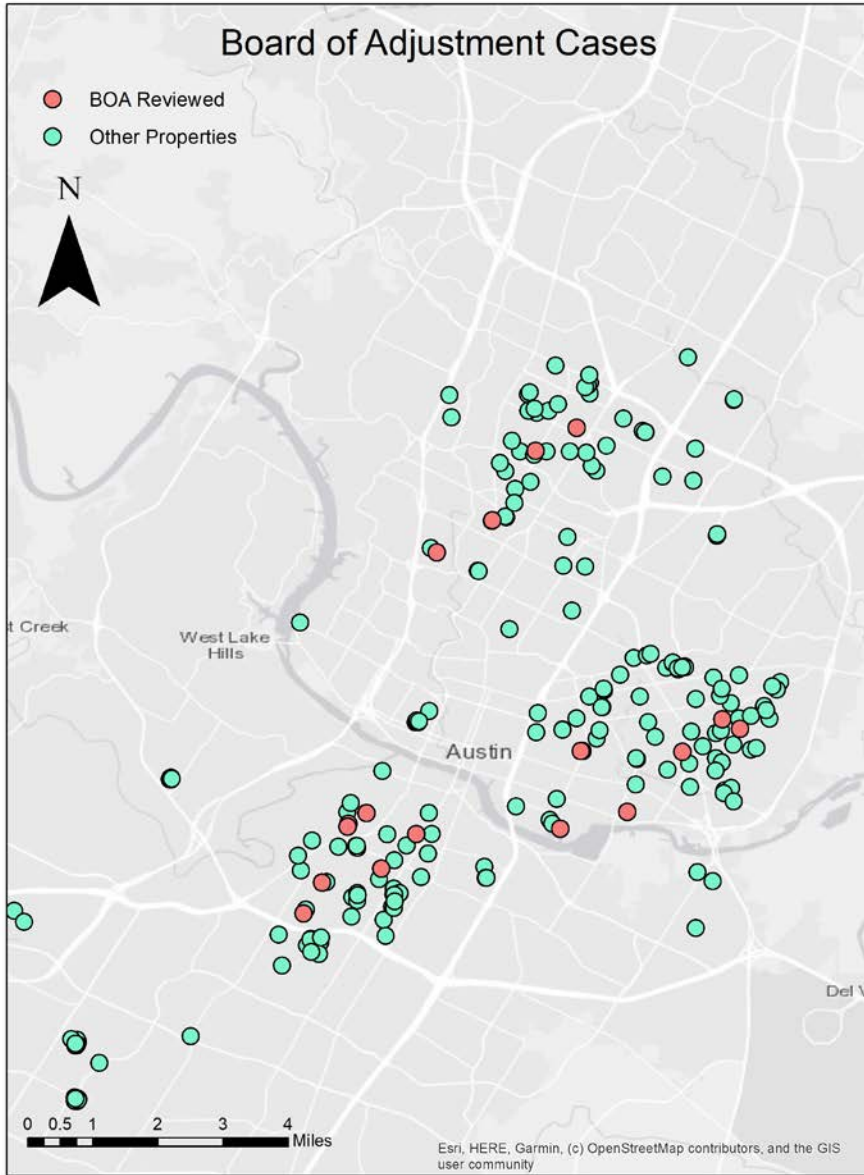 Board of Adjustment Cases
BOA Reviewed
Other Properties
N
t Creek
West Lake
Hills
Austin
Del V
0 0.5 1 2 3 4
Miles
Esri, HERE, Garmin, (c) OpenStreetMap contributors, and the GIS
user community